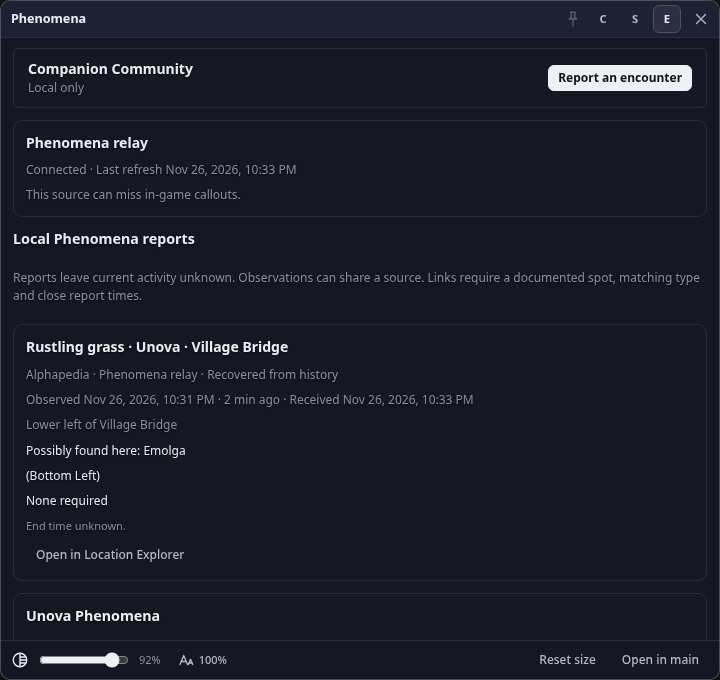 Phenomena
C
S
E
Companion Community
Local only
Report an encounter
Phenomena relay
Connected · Last refresh Nov 26, 2026, 10:33 PM
This source can miss in-game callouts.
Local Phenomena reports
Reports leave current activity unknown. Observations can share a source. Links require a documented spot, matching type
and close report times.
Rustling grass · Unova · Village Bridge
Alphapedia · Phenomena relay · Recovered from history
Observed Nov 26, 2026, 10:31 PM · 2 min ago · Received Nov 26, 2026, 10:33 PM
Lower left of Village Bridge
Possibly found here: Emolga
(Bottom Left)
None required
End time unknown.
Open in Location Explorer
Unova Phenomena
92%
AA 100%
Reset size
Open in main